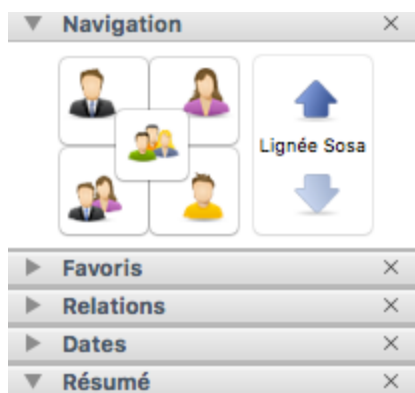 Navigation
Lignée Sosa
Favoris
Relations
Dates
Résumé